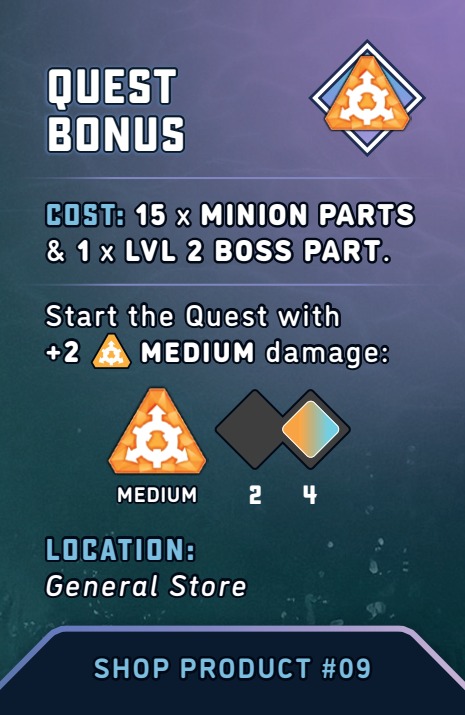 QUEST
BONUS
COST: 15 x MINION PARTS
& 1 x LVL 2 BOSS PART.
Start the Quest with
+2 MEDIUM damage:
MEDIUM 2 4
LOCATION:
General Store
SHOP PRODUCT #09